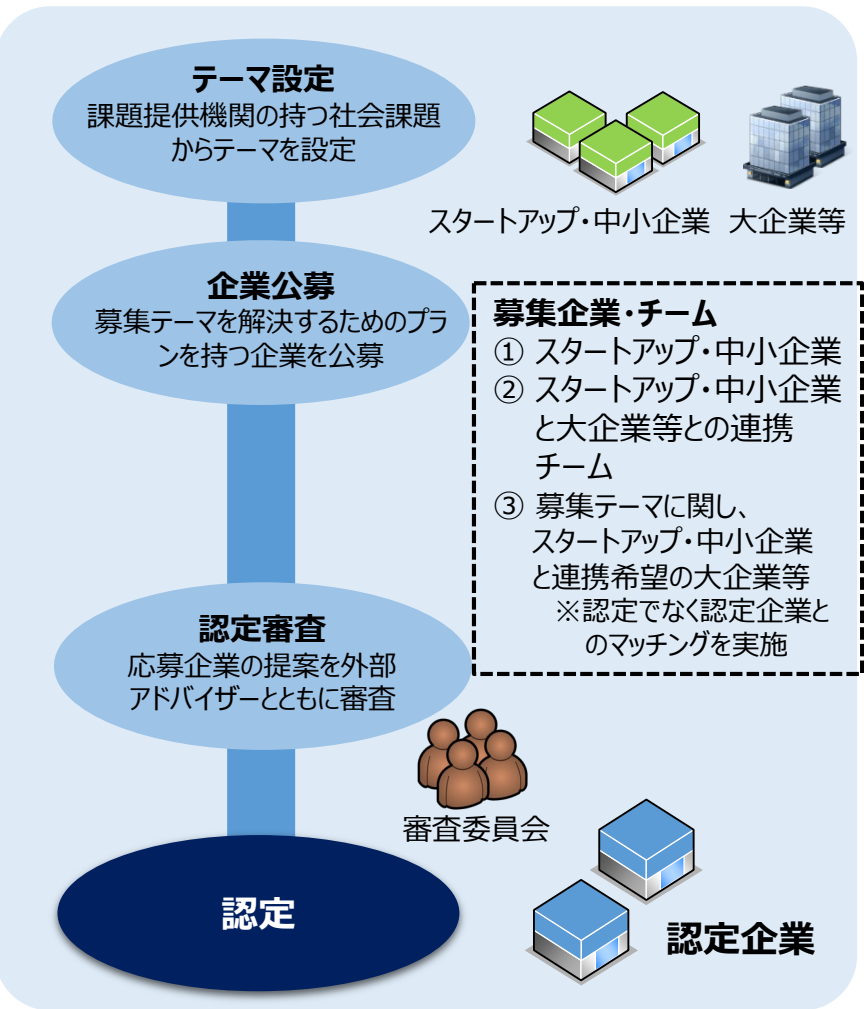 テーマ設定
課題提供機関の持つ社会課題
からテーマを設定
スタートアップ・中小企業
大企業等
企業公募
募集テーマを解決するためのプラ
ンを持つ企業を公募
募集企業・チーム
① スタートアップ・中小企業
② スタートアップ・中小企業
と大企業等との連携
チーム
③ 募集テーマに関し、
スタートアップ・中小企業
と連携希望の大企業等
※認定でなく認定企業と
のマッチングを実施
認定審査
応募企業の提案を外部
アドバイザーとともに審査
審査委員会
認定
認定企業